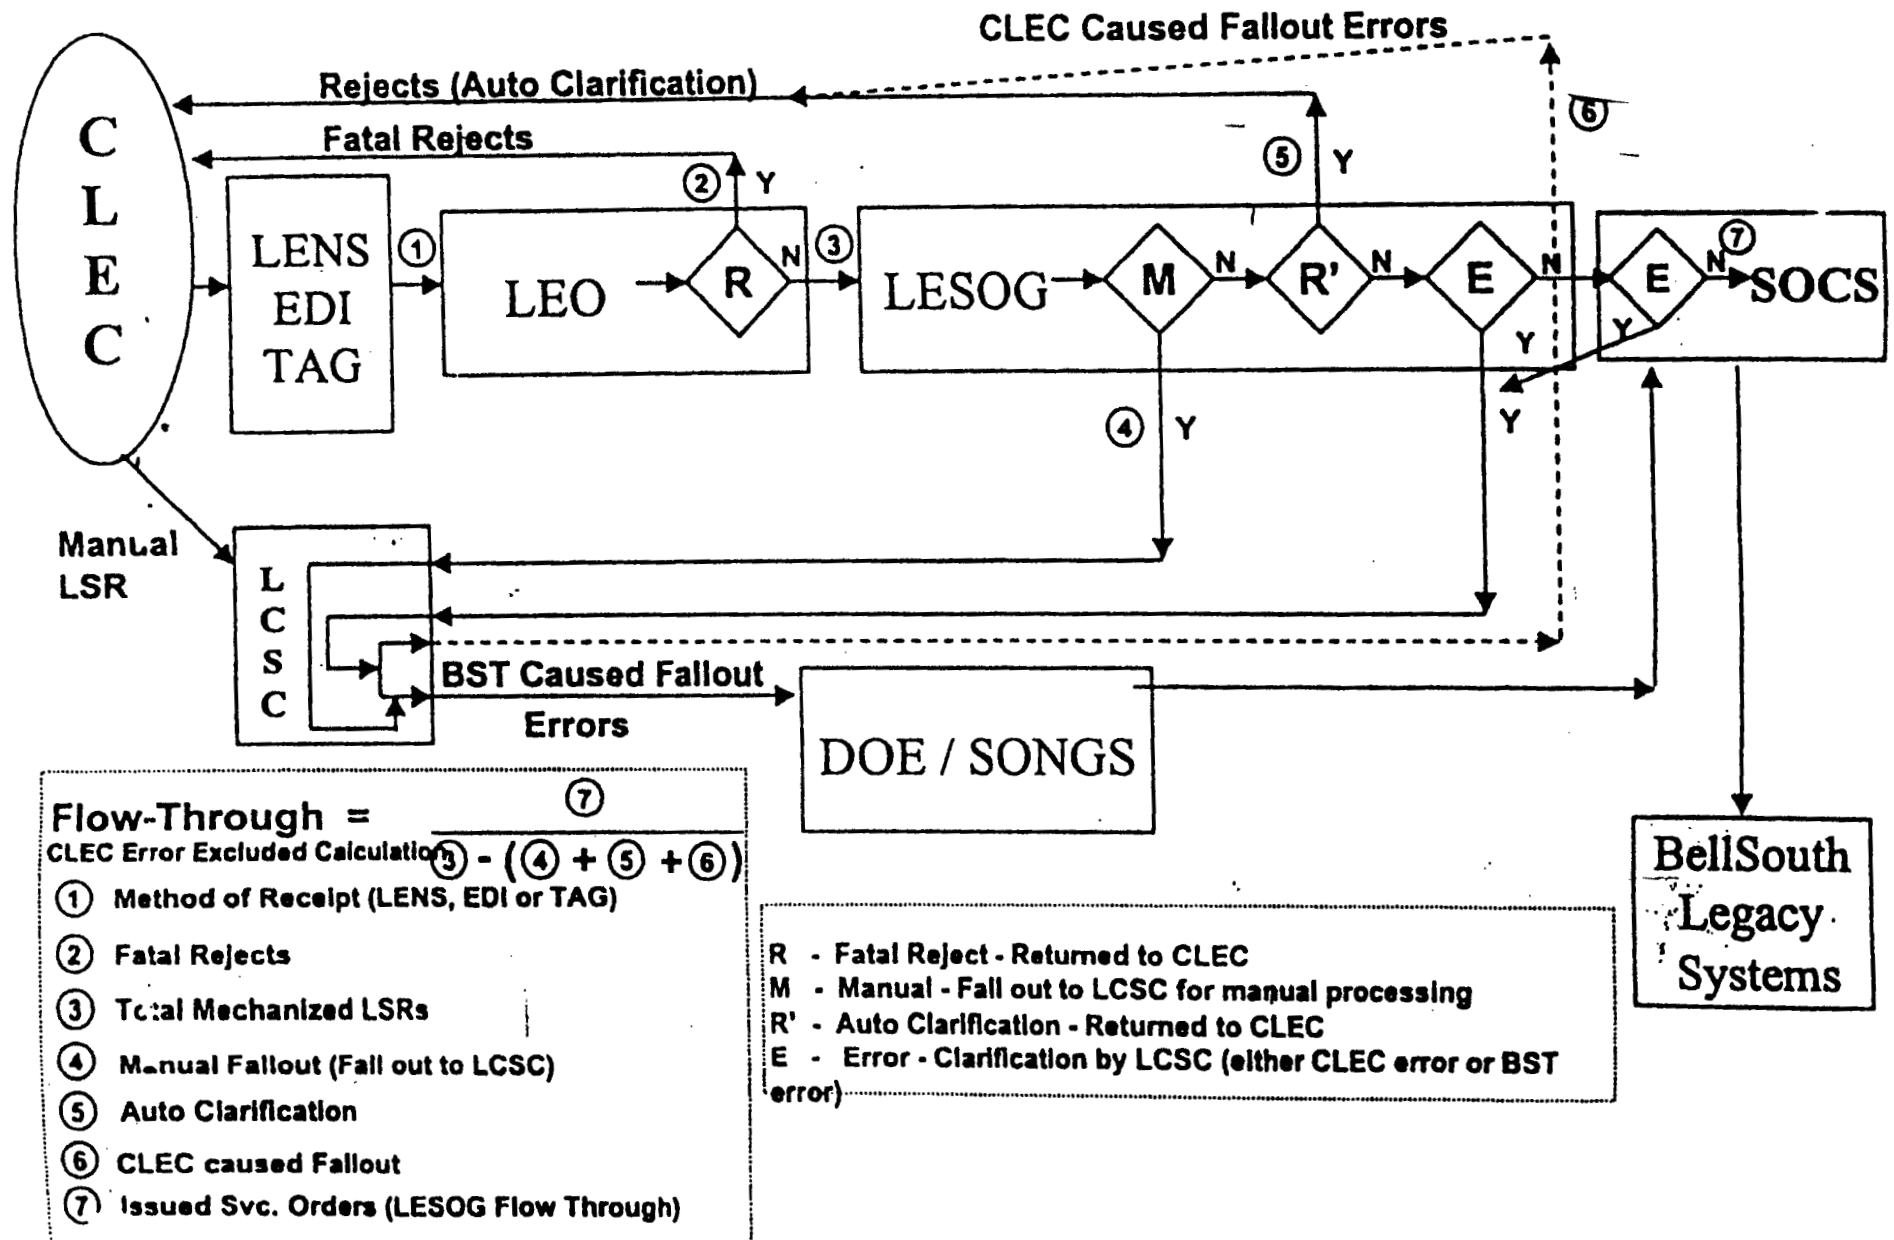 CLEC Caused Fallout Errors
Rejects (Auto Clarification)
Fatal Rejects
C
L
E
C
LENS
EDI
TAG
1
LEO
R
2
Y
N
3
LESOG
M
N
R'
N
E
N
5
Y
6
E
N
7
SOCS
Y
Y
4
Y
Y
Manual
LSR
L
C
S
C
BST Caused Fallout
Errors
DOE / SONGS
BellSouth
Legacy
Systems
Flow-Through =
7
CLEC Error Excluded Calculation
3 - (4 + 5 + 6)
1 Method of Receipt (LENS, EDI or TAG)
2 Fatal Rejects
3 Total Mechanized LSRs
4 Manual Fallout (Fall out to LCSC)
5 Auto Clarification
6 CLEC caused Fallout
7 Issued Svc. Orders (LESOG Flow Through)
R - Fatal Reject - Returned to CLEC
M - Manual - Fall out to LCSC for manual processing
R' - Auto Clarification - Returned to CLEC
E - Error - Clarification by LCSC (either CLEC error or BST
error)